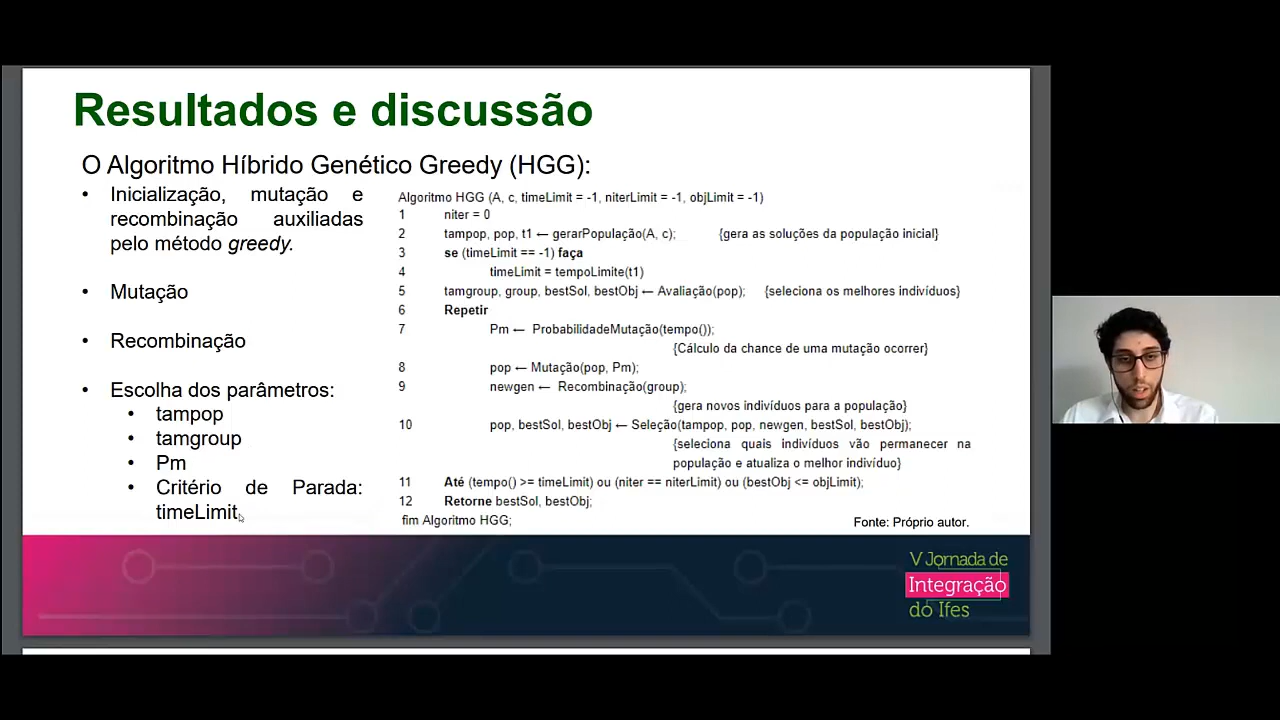 Resultados e discussão
O Algoritmo Híbrido Genético Greedy (HGG):
• Inicialização, mutação e
recombinação auxiliadas
pelo método greedy.
• Mutação
• Recombinação
• Escolha dos parâmetros:
• tampop
• tamgroup
• Pm
• Critério de Parada:
timeLimit
Algoritmo HGG (A, c, timeLimit = -1, niterLimit = -1, objLimit = -1)
1 niter = 0
2 tampop, pop, t1 ← gerarPopulação(A, c); {gera as soluções da população inicial}
3 se (timeLimit == -1) faça
4 timeLimit = tempoLimite(t1)
5 tamgroup, group, bestSol, bestObj ← Avaliação(pop); {seleciona os melhores indivíduos}
6 Repetir
7 Pm ← ProbabilidadeMutação(tempo());
{Cálculo da chance de uma mutação ocorrer}
8 pop ← Mutação(pop, Pm);
9 newgen ← Recombinação(group);
{gera novos indivíduos para a população}
10 pop, bestSol, bestObj ← Seleção(tampop, pop, newgen, bestSol, bestObj);
{seleciona quais indivíduos vão permanecer na
população e atualiza o melhor indivíduo}
11 Até (tempo() >= timeLimit) ou (niter == niterLimit) ou (bestObj <= objLimit);
12 Retorne bestSol, bestObj;
fim Algoritmo HGG;
Fonte: Próprio autor.
V Jornada de
Integração
do Ifes